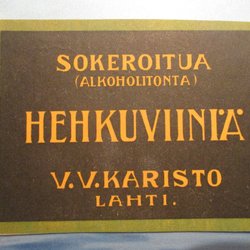 SOKEROITUA
(ALKOHOLITONTA)
HEHKUVIINIÄ
V.V.KARISTO
LAHTI.